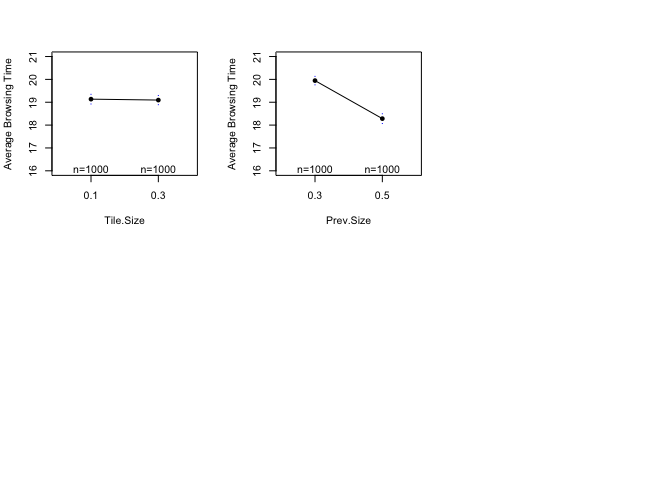 Average Browsing Time
21
20
19
18
17
16
n=1000 n=1000
0.1 0.3
Tile.Size
Average Browsing Time
21
20
19
18
17
16
n=1000 n=1000
0.3 0.5
Prev.Size